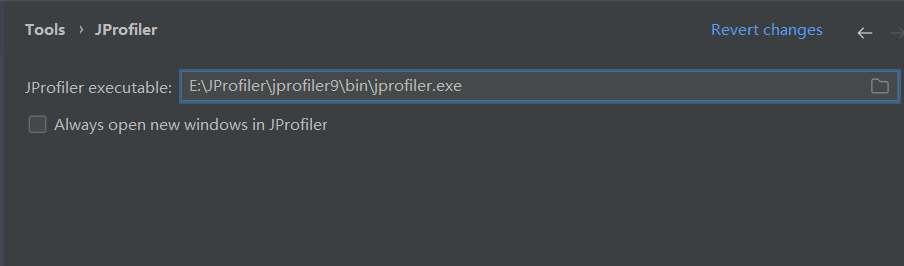 Tools › JProfiler Revert changes
JProfiler executable: E:\JProfiler\jprofiler9\bin\jprofiler.exe
Always open new windows in JProfiler